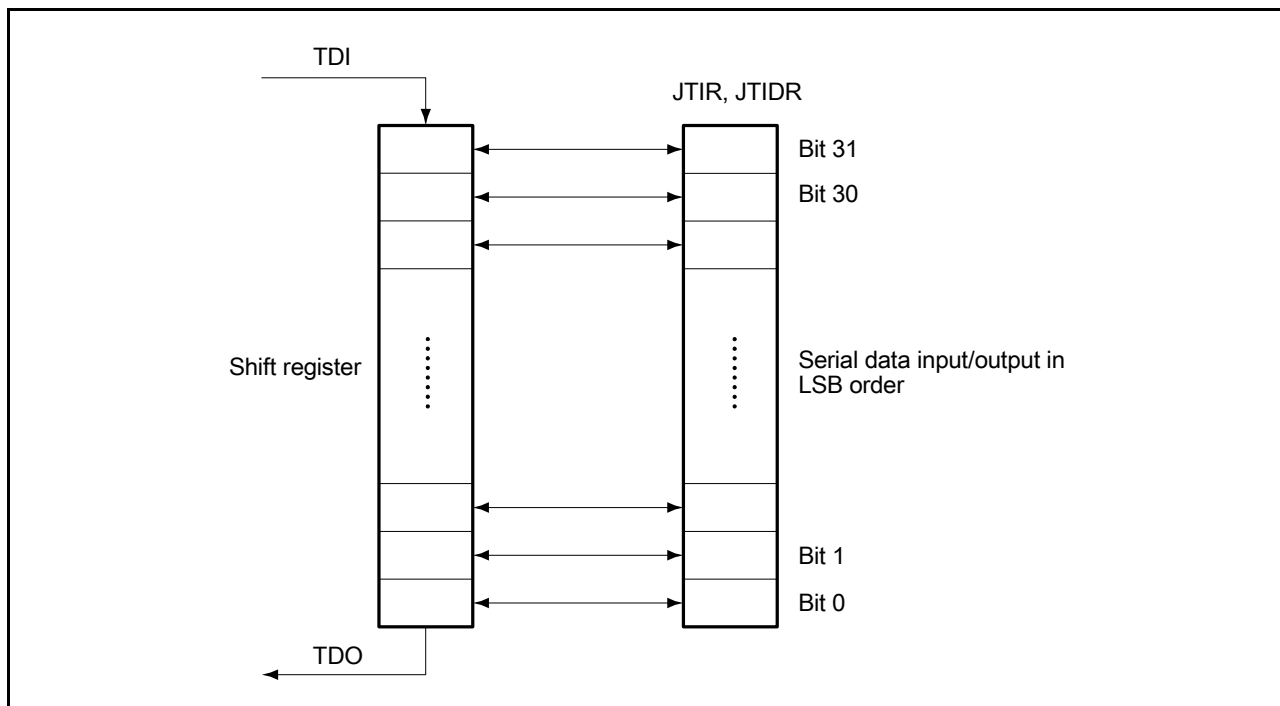 TDI
JTIR, JTIDR
Bit 31
Bit 30
Shift register
Serial data input/output in
LSB order
Bit 1
Bit 0
TDO